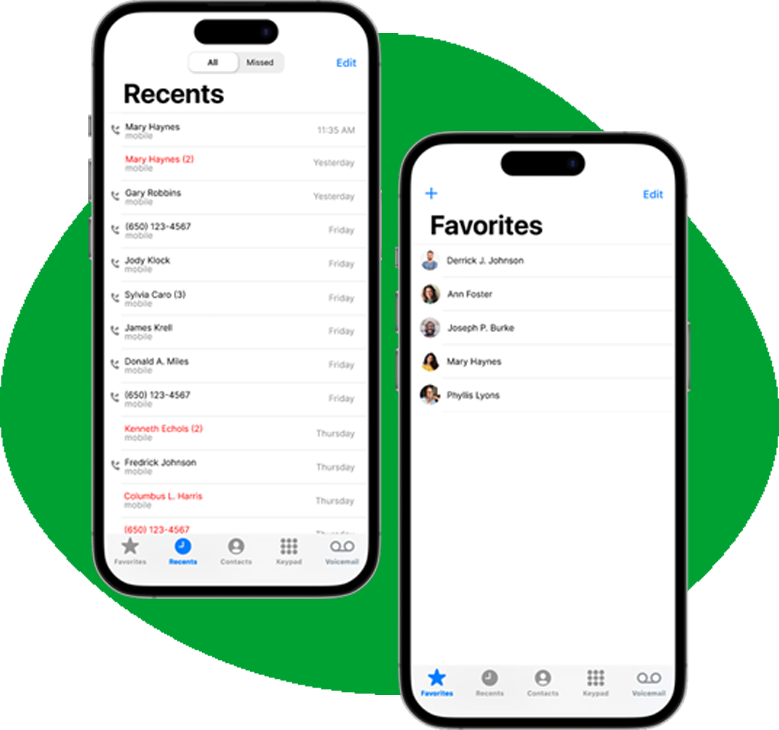 All Missed Edit
Recents
Mary Haynes
mobile
11:35 AM
Mary Haynes (2)
mobile
Yesterday
Gary Robbins
mobile
Yesterday
(650) 123-4567
mobile
Friday
Jody Klock
mobile
Friday
Sylvia Caro (3)
mobile
Friday
James Krell
mobile
Friday
Donald A. Miles
mobile
Friday
(650) 123-4567
mobile
Friday
Kenneth Echols (2)
mobile
Thursday
Fredrick Johnson
mobile
Thursday
Columbus L. Harris
mobile
Thursday
(650) 123-4567
Thursday
Favorites Recents Contacts Keypad Voicemail
+ Edit
Favorites
Derrick J. Johnson
Ann Foster
Joseph P. Burke
Mary Haynes
Phyllis Lyons
Favorites Recents Contacts Keypad Voicemail